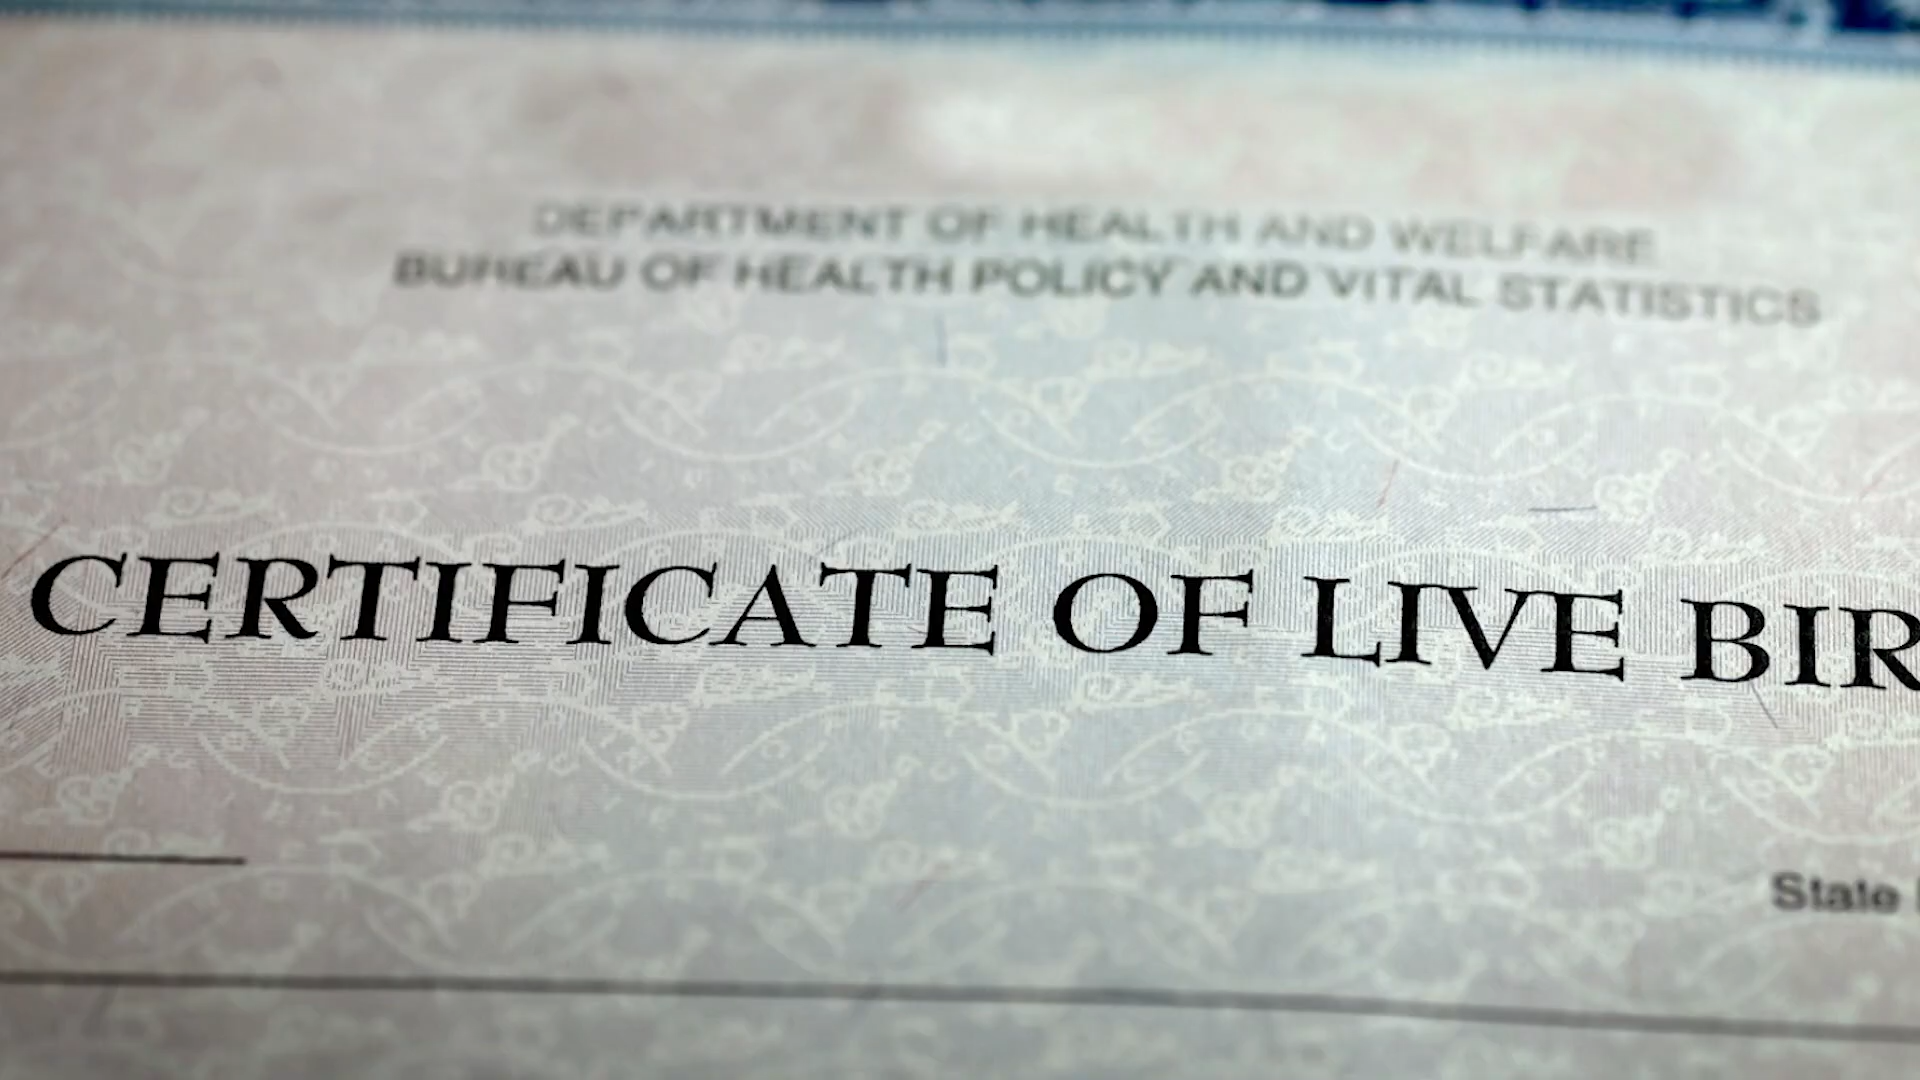 DEPARTMENT OF HEALTH AND WELFARE
BUREAU OF HEALTH POLICY AND VITAL STATISTICS
CERTIFICATE OF LIVE BIR
State